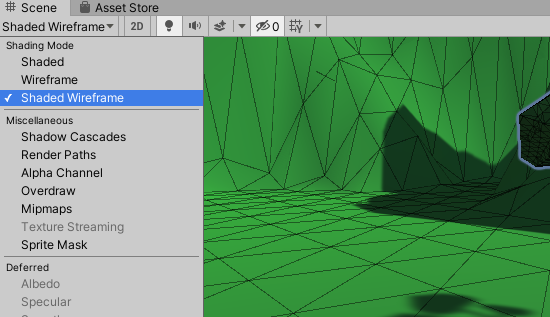 Scene Asset Store
Shaded Wireframe 2D 0 Y
Shading Mode
Shaded
Wireframe
Shaded Wireframe
Miscellaneous
Shadow Cascades
Render Paths
Alpha Channel
Overdraw
Mipmaps
Texture Streaming
Sprite Mask
Deferred
Albedo
Specular